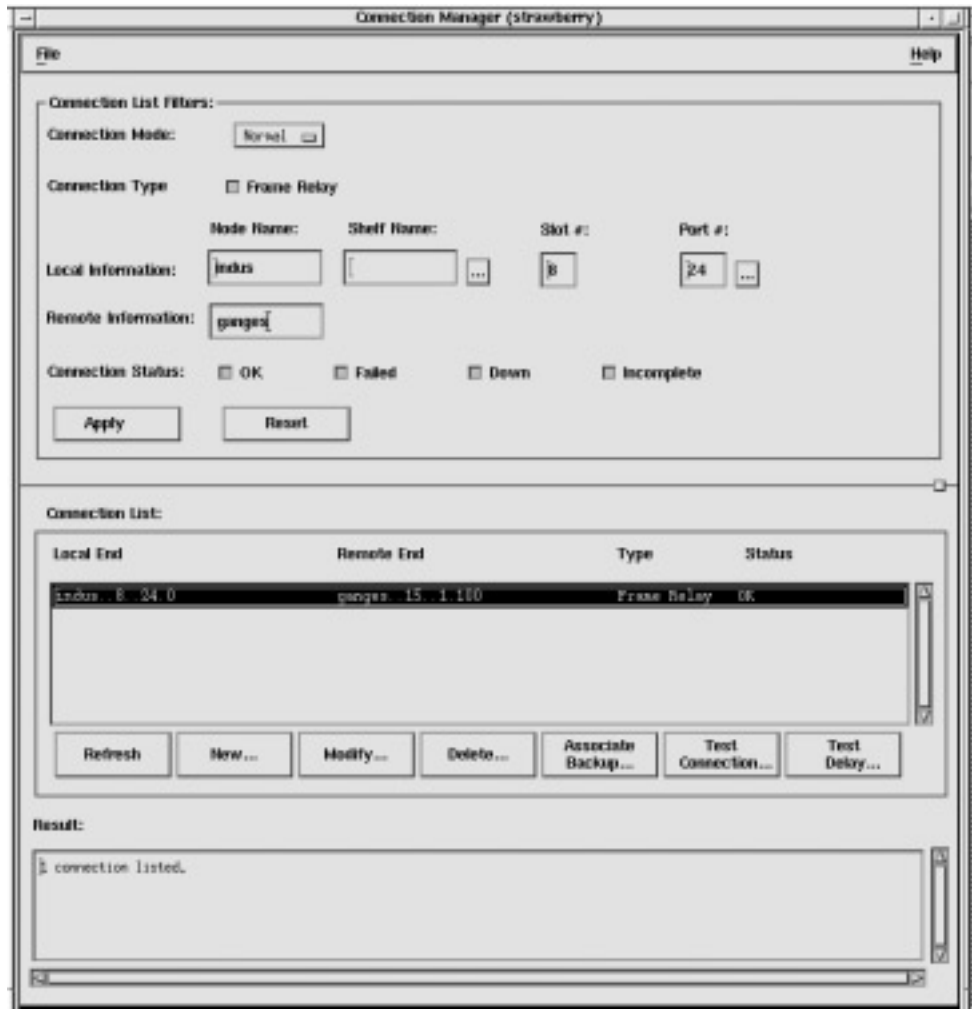 Connection Manager (strawberry)
File Help
Connection List Filters:
Connection Mode: Normal
Connection Type Frame Relay
Node Name: Shelf Name: Slot #: Port #:
Local Information: indus 8 24
...
...
Remote Information: ganges
Connection Status: OK Failed Down Incomplete
Apply Reset
Connection List:
Local End Remote End Type Status
indus..8..24.0 ganges..15..1.100 Frame Relay OK
Refresh New... Modify... Delete... Associate Backup... Test Connection... Test Delay...
Result:
1 connection listed.